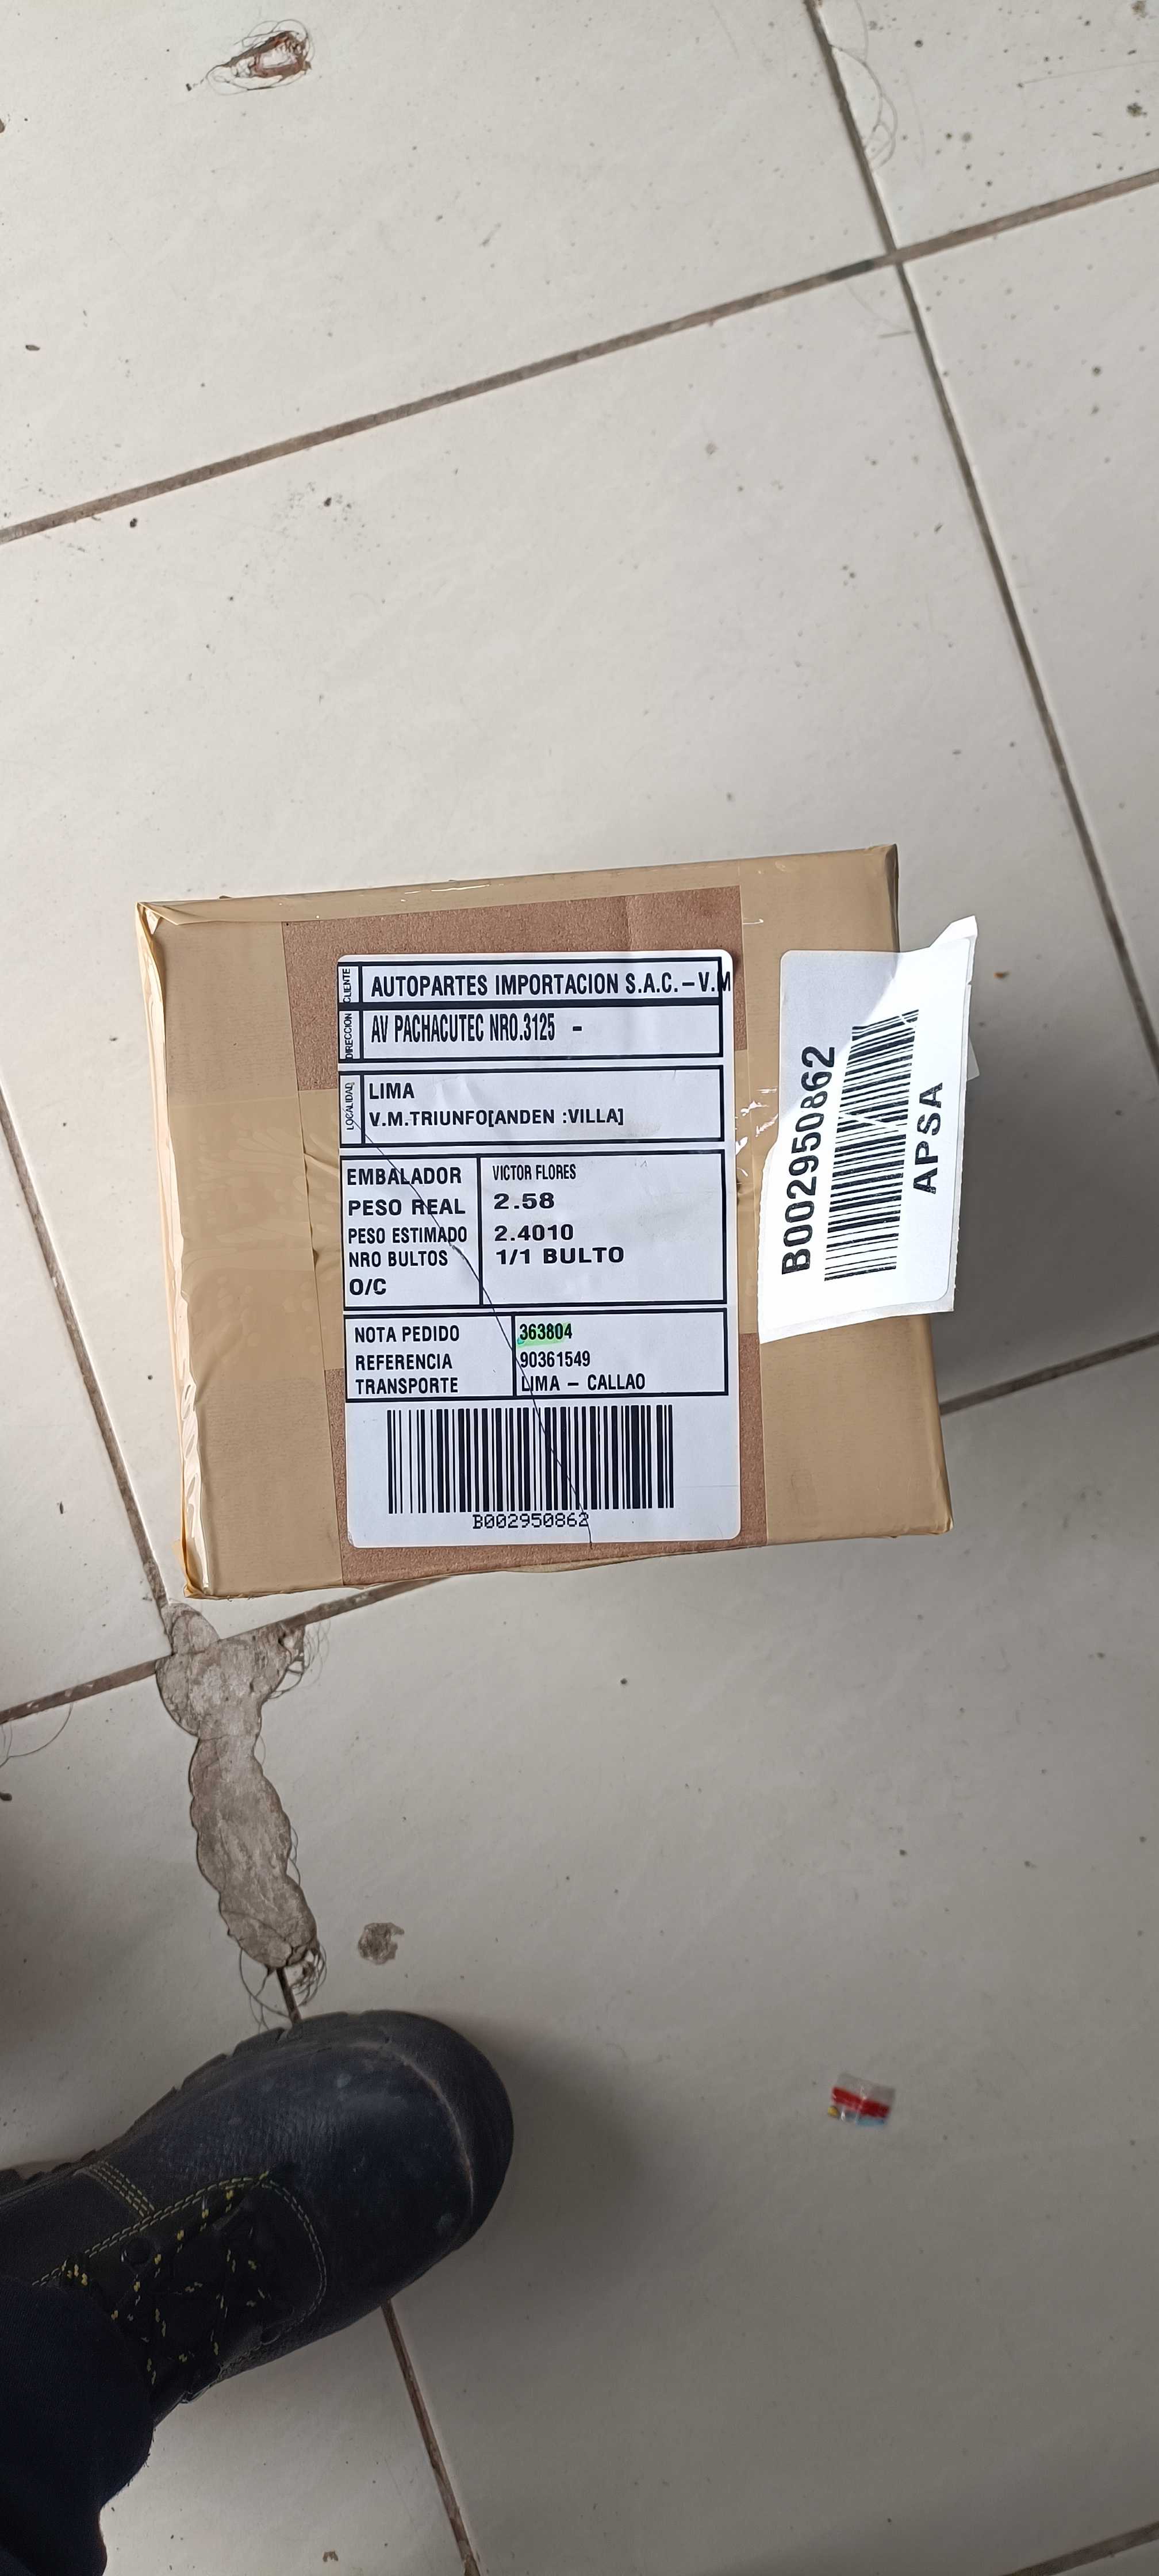 CLIENTE AUTOPARTES IMPORTACION S.A.C. - V.M
DIRECCION AV PACHACUTEC NRO.3125 -
LOCALIDAD LIMA
V.M.TRIUNFO[ANDEN :VILLA]
EMBALADOR VICTOR FLORES
PESO REAL 2.58
PESO ESTIMADO 2.4010
NRO BULTOS 1/1 BULTO
O/C
NOTA PEDIDO 363804
REFERENCIA 90361549
TRANSPORTE LIMA - CALLAO
B002950862
B002950862
APSA